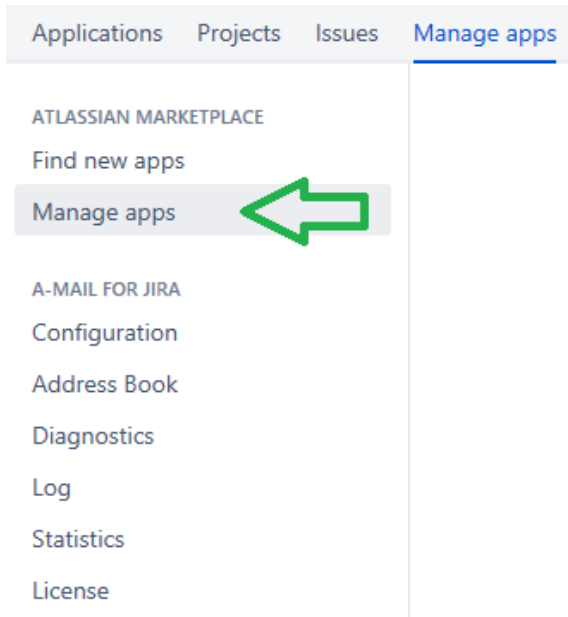 Applications Projects Issues Manage apps
ATLASSIAN MARKETPLACE
Find new apps
Manage apps
A-MAIL FOR JIRA
Configuration
Address Book
Diagnostics
Log
Statistics
License